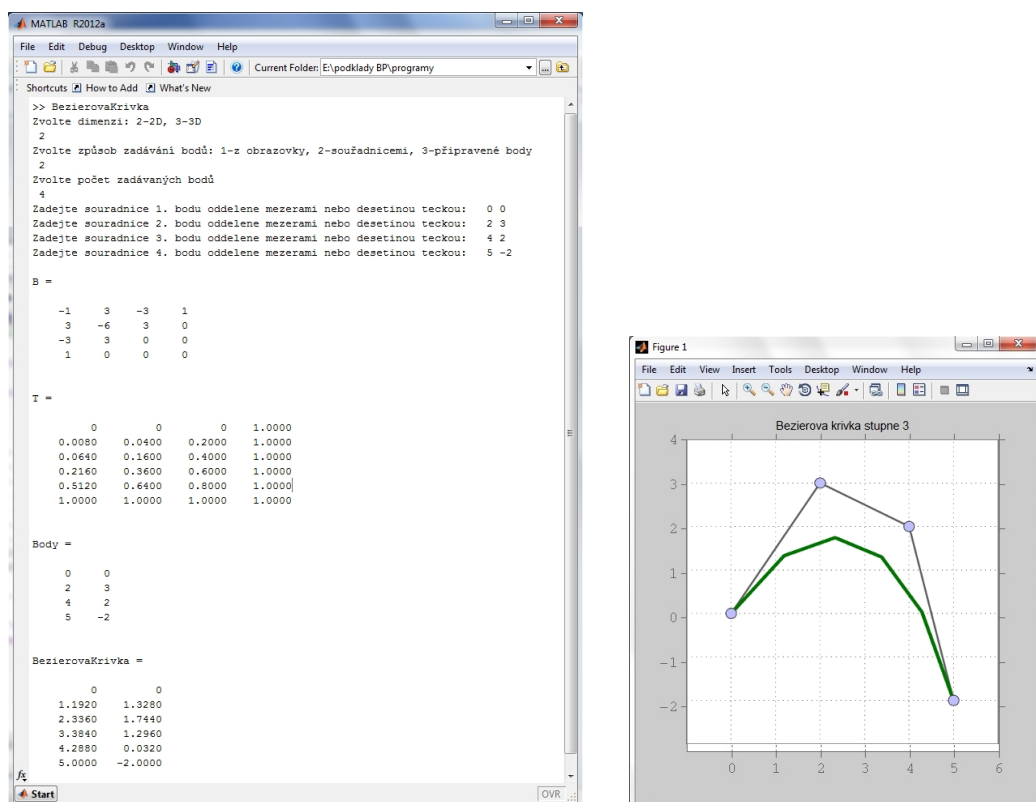 MATLAB R2012a
File Edit Debug Desktop Window Help
Current Folder: E:\podklady BP\programy
Shortcuts How to Add What's New
>> BezierovaKrivka
Zvolte dimenzi: 2-2D, 3-3D
2
Zvolte způsob zadávání bodů: 1-z obrazovky, 2-souřadnicemi, 3-připravené body
2
Zvolte počet zadávaných bodů
4
Zadejte souradnice 1. bodu oddelene mezerami nebo desetinou teckou: 0 0
Zadejte souradnice 2. bodu oddelene mezerami nebo desetinou teckou: 2 3
Zadejte souradnice 3. bodu oddelene mezerami nebo desetinou teckou: 4 2
Zadejte souradnice 4. bodu oddelene mezerami nebo desetinou teckou: 5 -2
B =
-1 3 -3 1
3 -6 3 0
-3 3 0 0
1 0 0 0
T =
0 0 0 1.0000
0.0080 0.0400 0.2000 1.0000
0.0640 0.1600 0.4000 1.0000
0.2160 0.3600 0.6000 1.0000
0.5120 0.6400 0.8000 1.0000
1.0000 1.0000 1.0000 1.0000
Body =
0 0
2 3
4 2
5 -2
BezierovaKrivka =
0 0
1.1920 1.3280
2.3360 1.7440
3.3840 1.2960
4.2880 0.0320
5.0000 -2.0000
fx
Start OVR
Figure 1
File Edit View Insert Tools Desktop Window Help
Bezierova krivka stupne 3
4
3
2
1
0
-1
-2
0 1 2 3 4 5 6